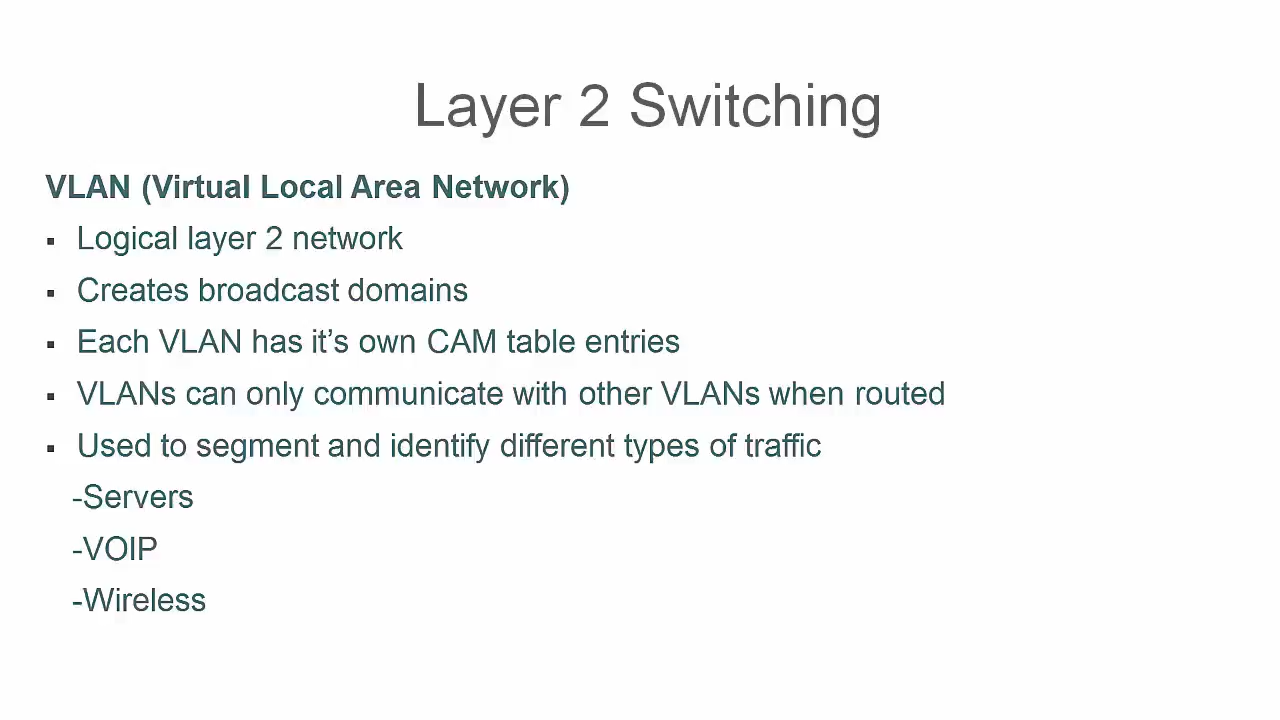 Layer 2 Switching
VLAN (Virtual Local Area Network)
▪ Logical layer 2 network
▪ Creates broadcast domains
▪ Each VLAN has it’s own CAM table entries
▪ VLANs can only communicate with other VLANs when routed
▪ Used to segment and identify different types of traffic
-Servers
-VOIP
-Wireless